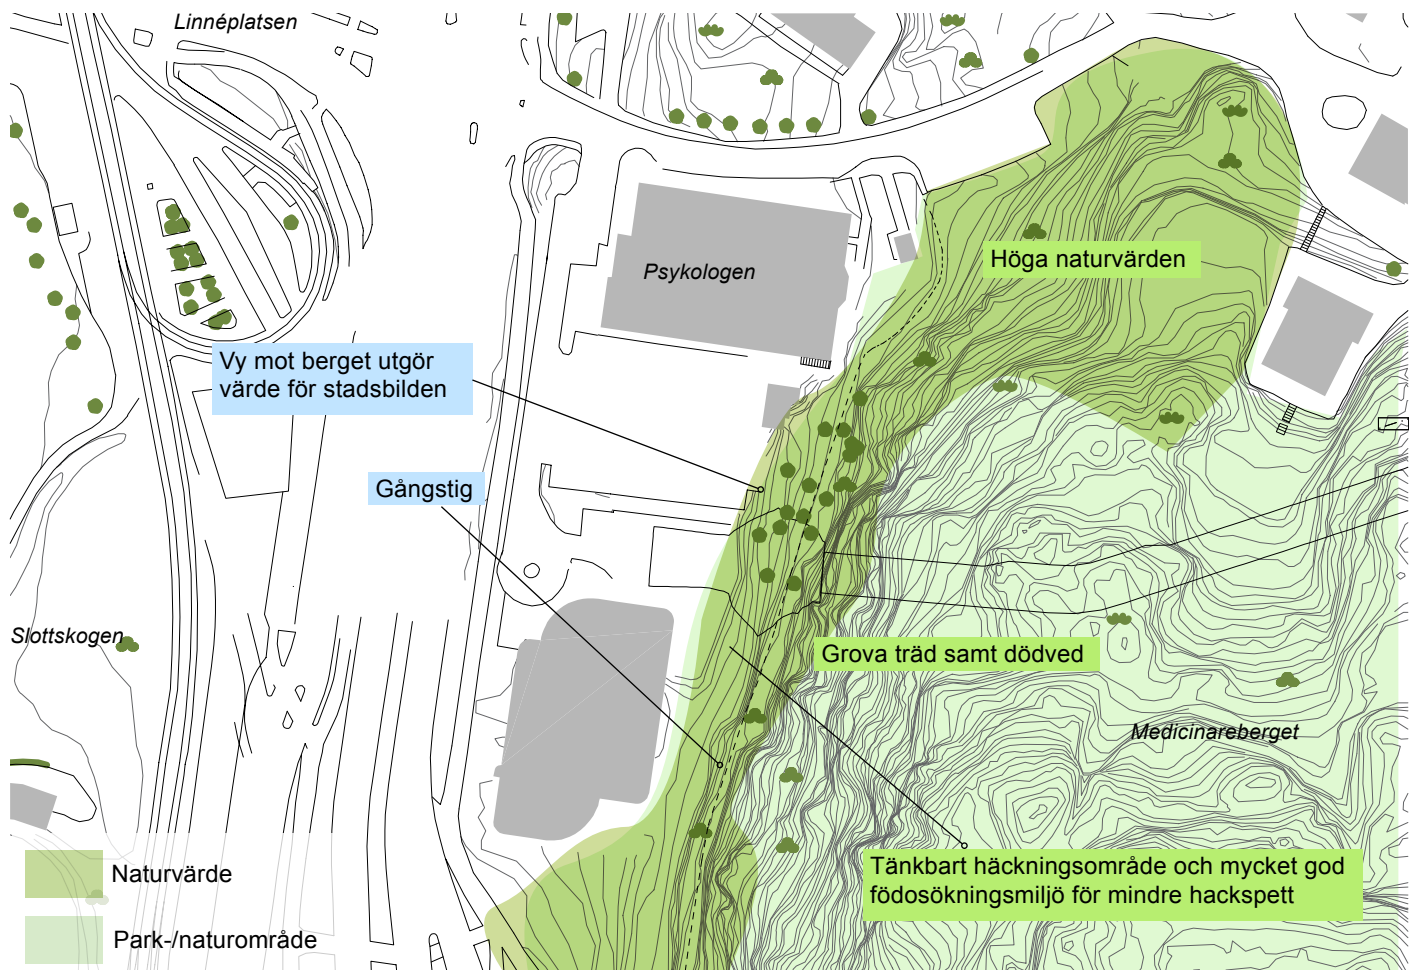 Linnéplatsen
Höga naturvärden
Psykologen
Vy mot berget utgör
värde för stadsbilden
Gångstig
Slottskogen
Grova träd samt dödved
Medicinareberget
Tänkbart häckningsområde och mycket god
födosökningsmiljö för mindre hackspett
Naturvärde
Park-/naturområde